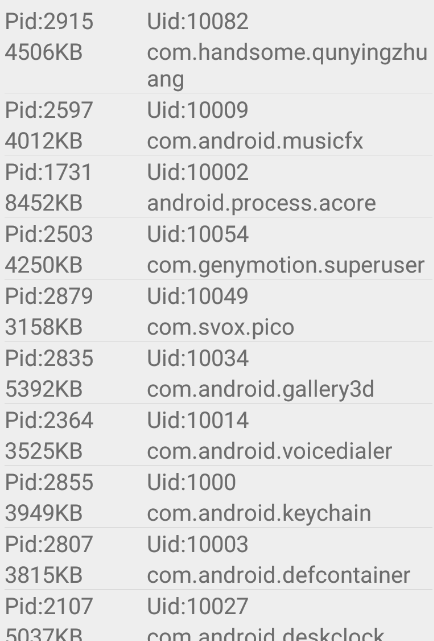 Pid:2915 Uid:10082
4506KB com.handsome.qunyingzhu
ang
Pid:2597 Uid:10009
4012KB com.android.musicfx
Pid:1731 Uid:10002
8452KB android.process.acore
Pid:2503 Uid:10054
4250KB com.genymotion.superuser
Pid:2879 Uid:10049
3158KB com.svox.pico
Pid:2835 Uid:10034
5392KB com.android.gallery3d
Pid:2364 Uid:10014
3525KB com.android.voicedialer
Pid:2855 Uid:1000
3949KB com.android.keychain
Pid:2807 Uid:10003
3815KB com.android.defcontainer
Pid:2107 Uid:10027
5037KB com.android.deskclock